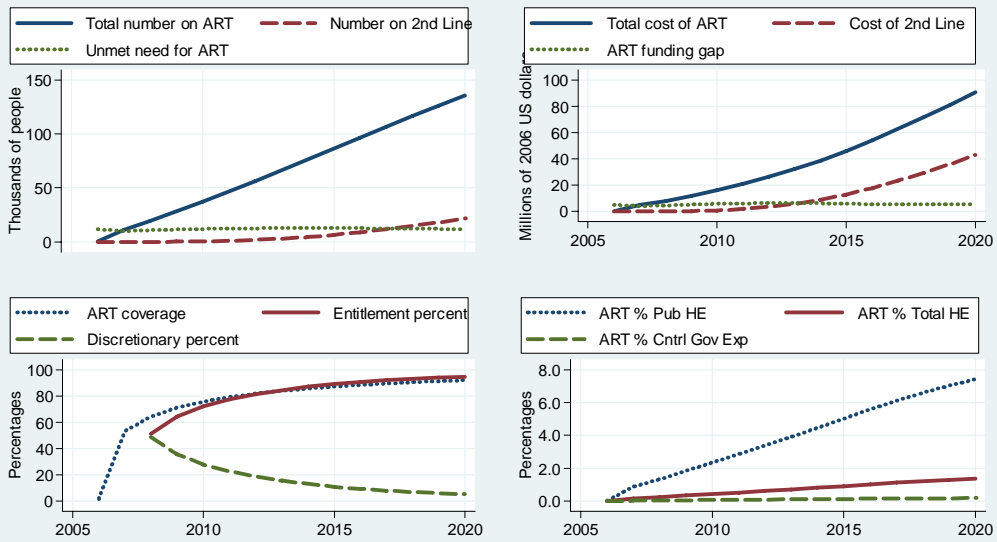 Total number on ART Number on 2nd Line
Unmet need for ART
Thousands of people
150
100
50
0
Total cost of ART Cost of 2nd Line
ART funding gap
Millions of 2006 US dolla
100
80
60
40
20
0
2005 2010 2015 2020
ART coverage Entitlement percent
Discretionary percent
Percentages
100
80
60
40
20
0
2005 2010 2015 2020
ART % Pub HE ART % Total HE
ART % Cntrl Gov Exp
Percentages
8.0
6.0
4.0
2.0
0.0
2005 2010 2015 2020